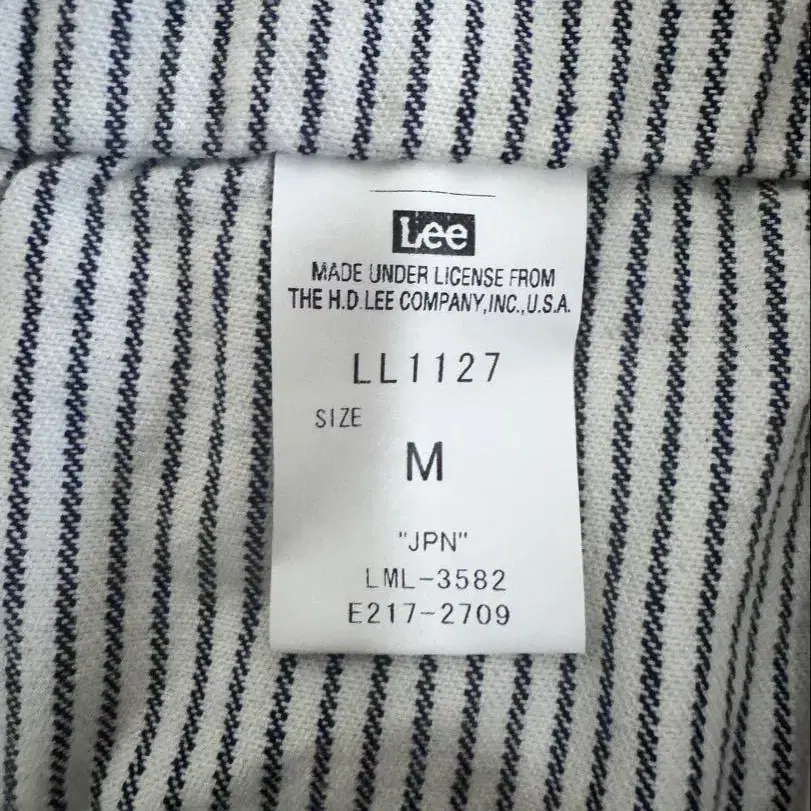 Lee
MADE UNDER LICENSE FROM
THE H.D.LEE COMPANY,INC.,U.S.A.
LL1127
SIZE
M
"JPN"
LML-3582
E217-2709